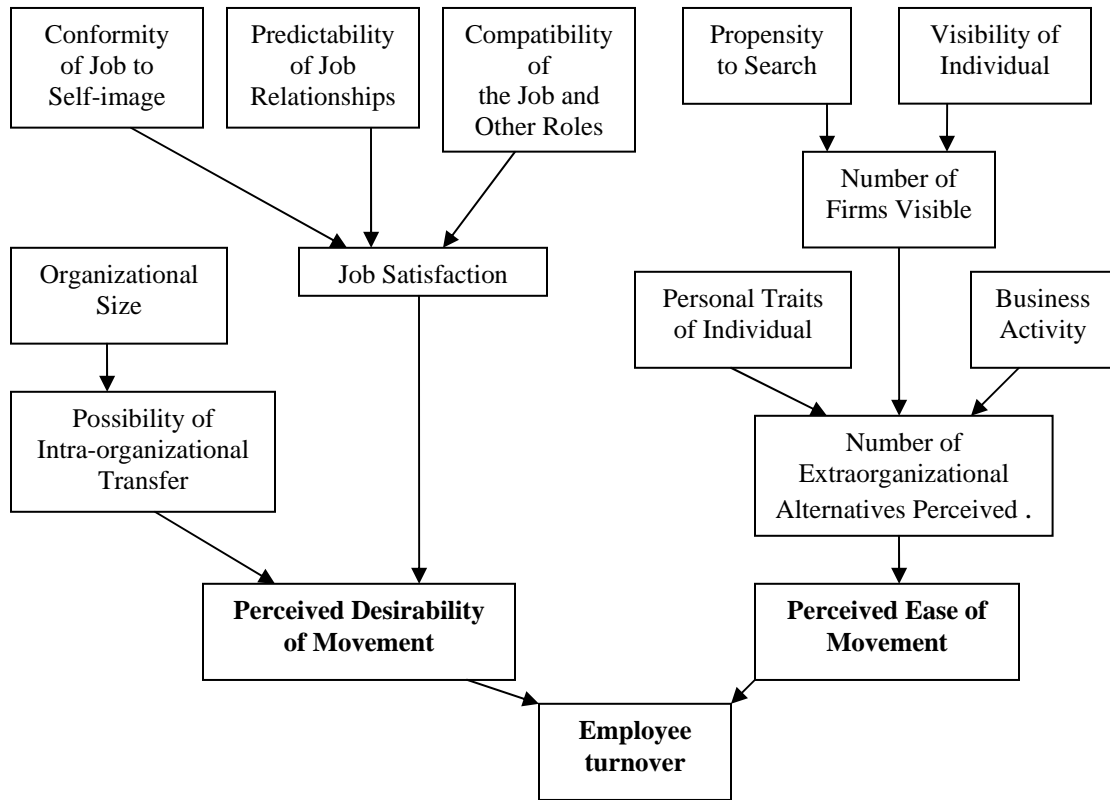 Conformity
of Job to
Self-image
Predictability
of Job
Relationships
Compatibility
of
the Job and
Other Roles
Propensity
to Search
Visibility of
Individual
Number of
Firms Visible
Organizational
Size
Job Satisfaction
Personal Traits
of Individual
Business
Activity
Possibility of
Intra-organizational
Transfer
Number of
Extraorganizational
Alternatives Perceived .
Perceived Desirability
of Movement
Perceived Ease of
Movement
Employee
turnover